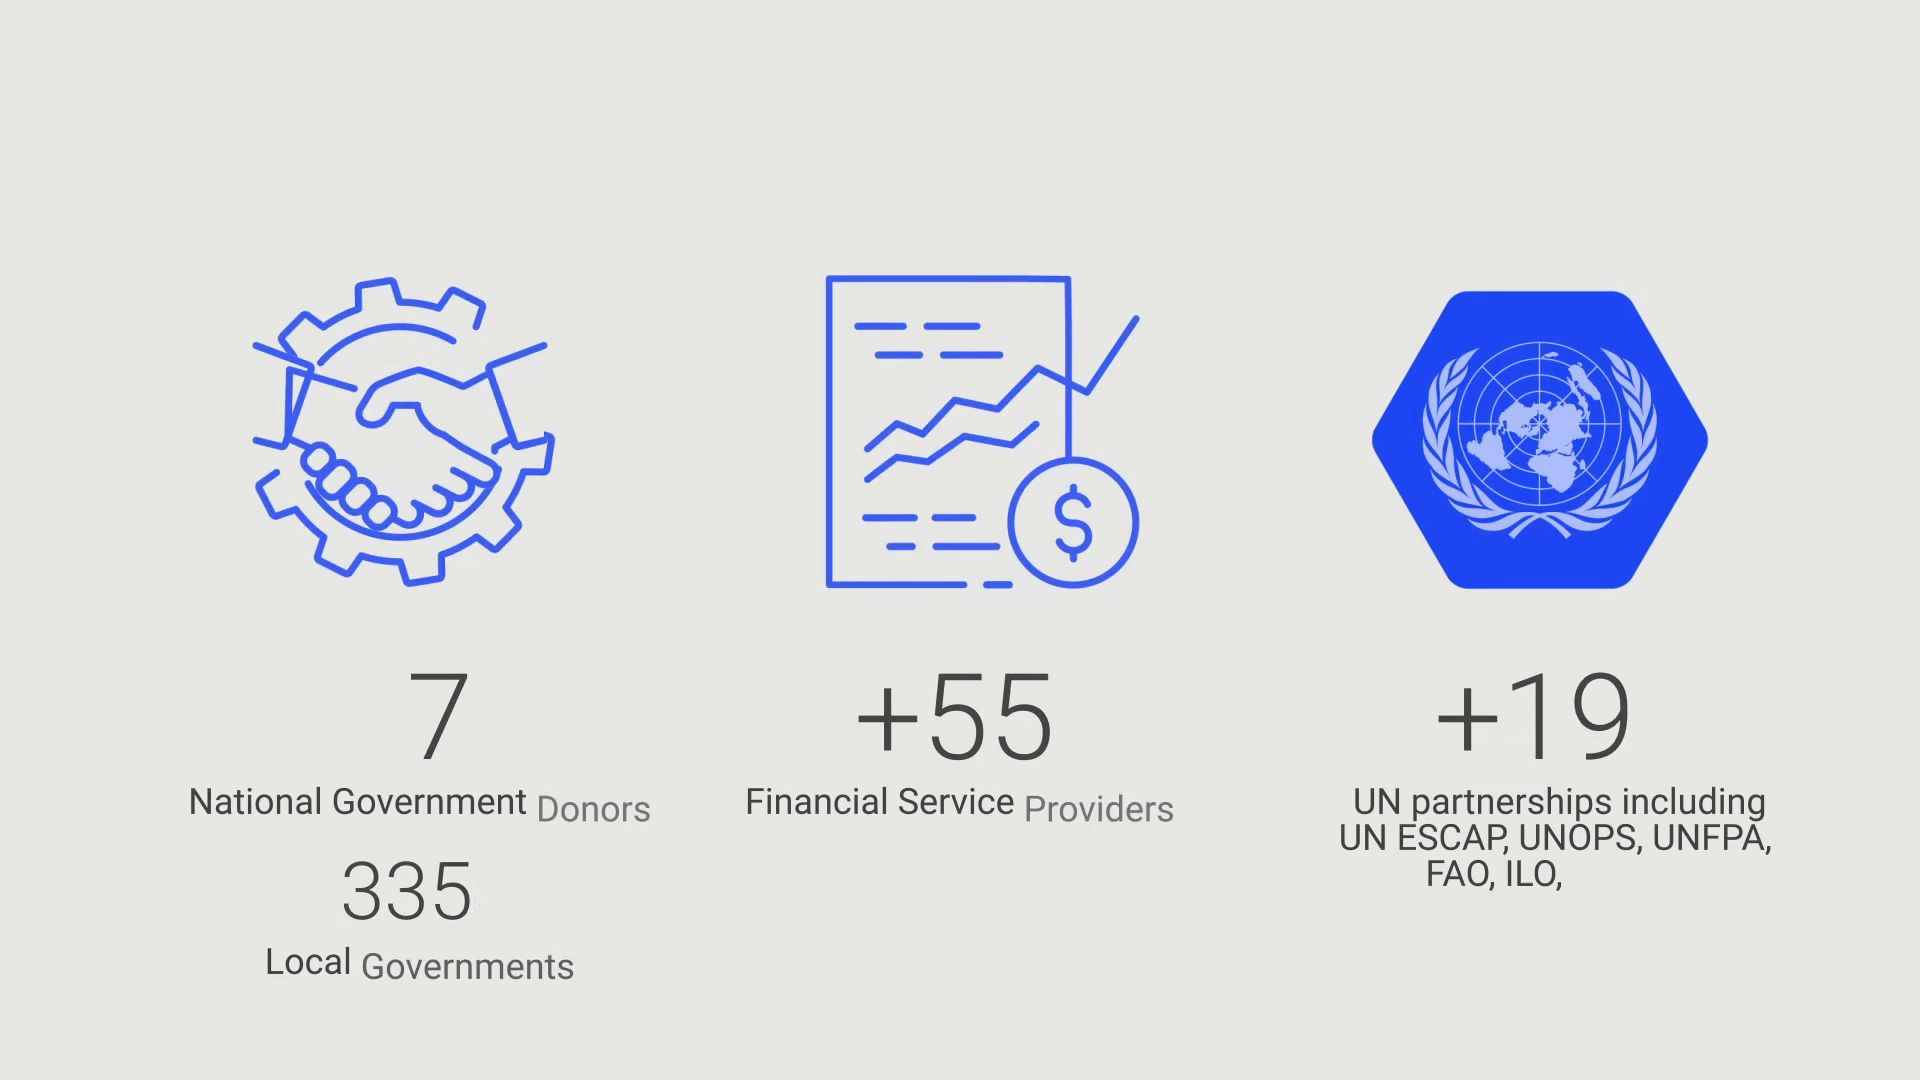 7
National Government Donors
335
Local Governments
+55
Financial Service Providers
+19
UN partnerships including
UN ESCAP, UNOPS, UNFPA,
FAO, ILO,